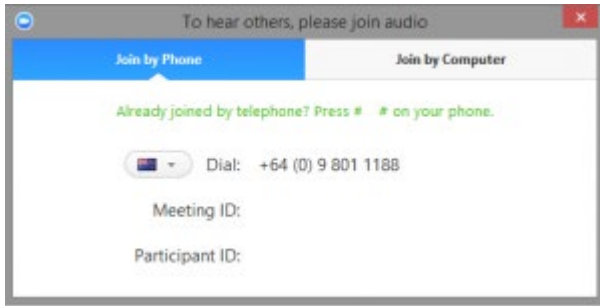 To hear others, please join audio
Join by Phone
Join by Computer
Already joined by telephone? Press # # on your phone.
Dial: +64 (0) 9 801 1188
Meeting ID:
Participant ID: